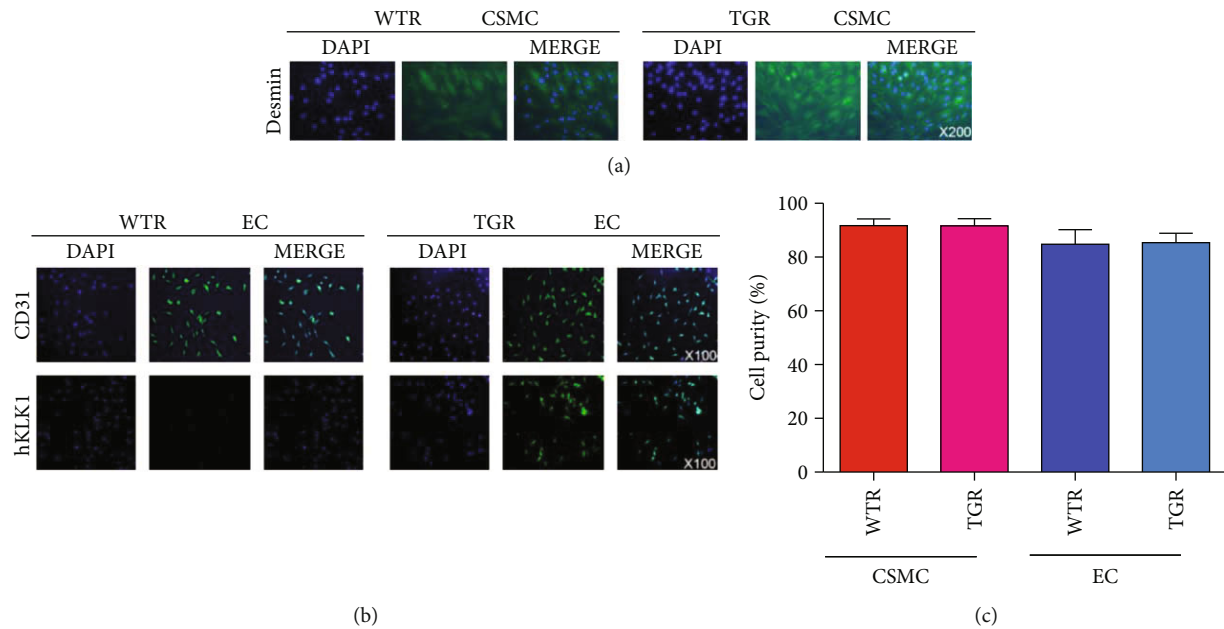 WTR CSMC TGR CSMC
DAPI MERGE DAPI MERGE
Desmin
X200
(a)
WTR EC TGR EC
DAPI MERGE DAPI MERGE
CD31
X100
hKLK1
X100
(b)
100
80
60
40
20
0
Cell purity (%)
WTR TGR WTR TGR
CSMC EC
(c)